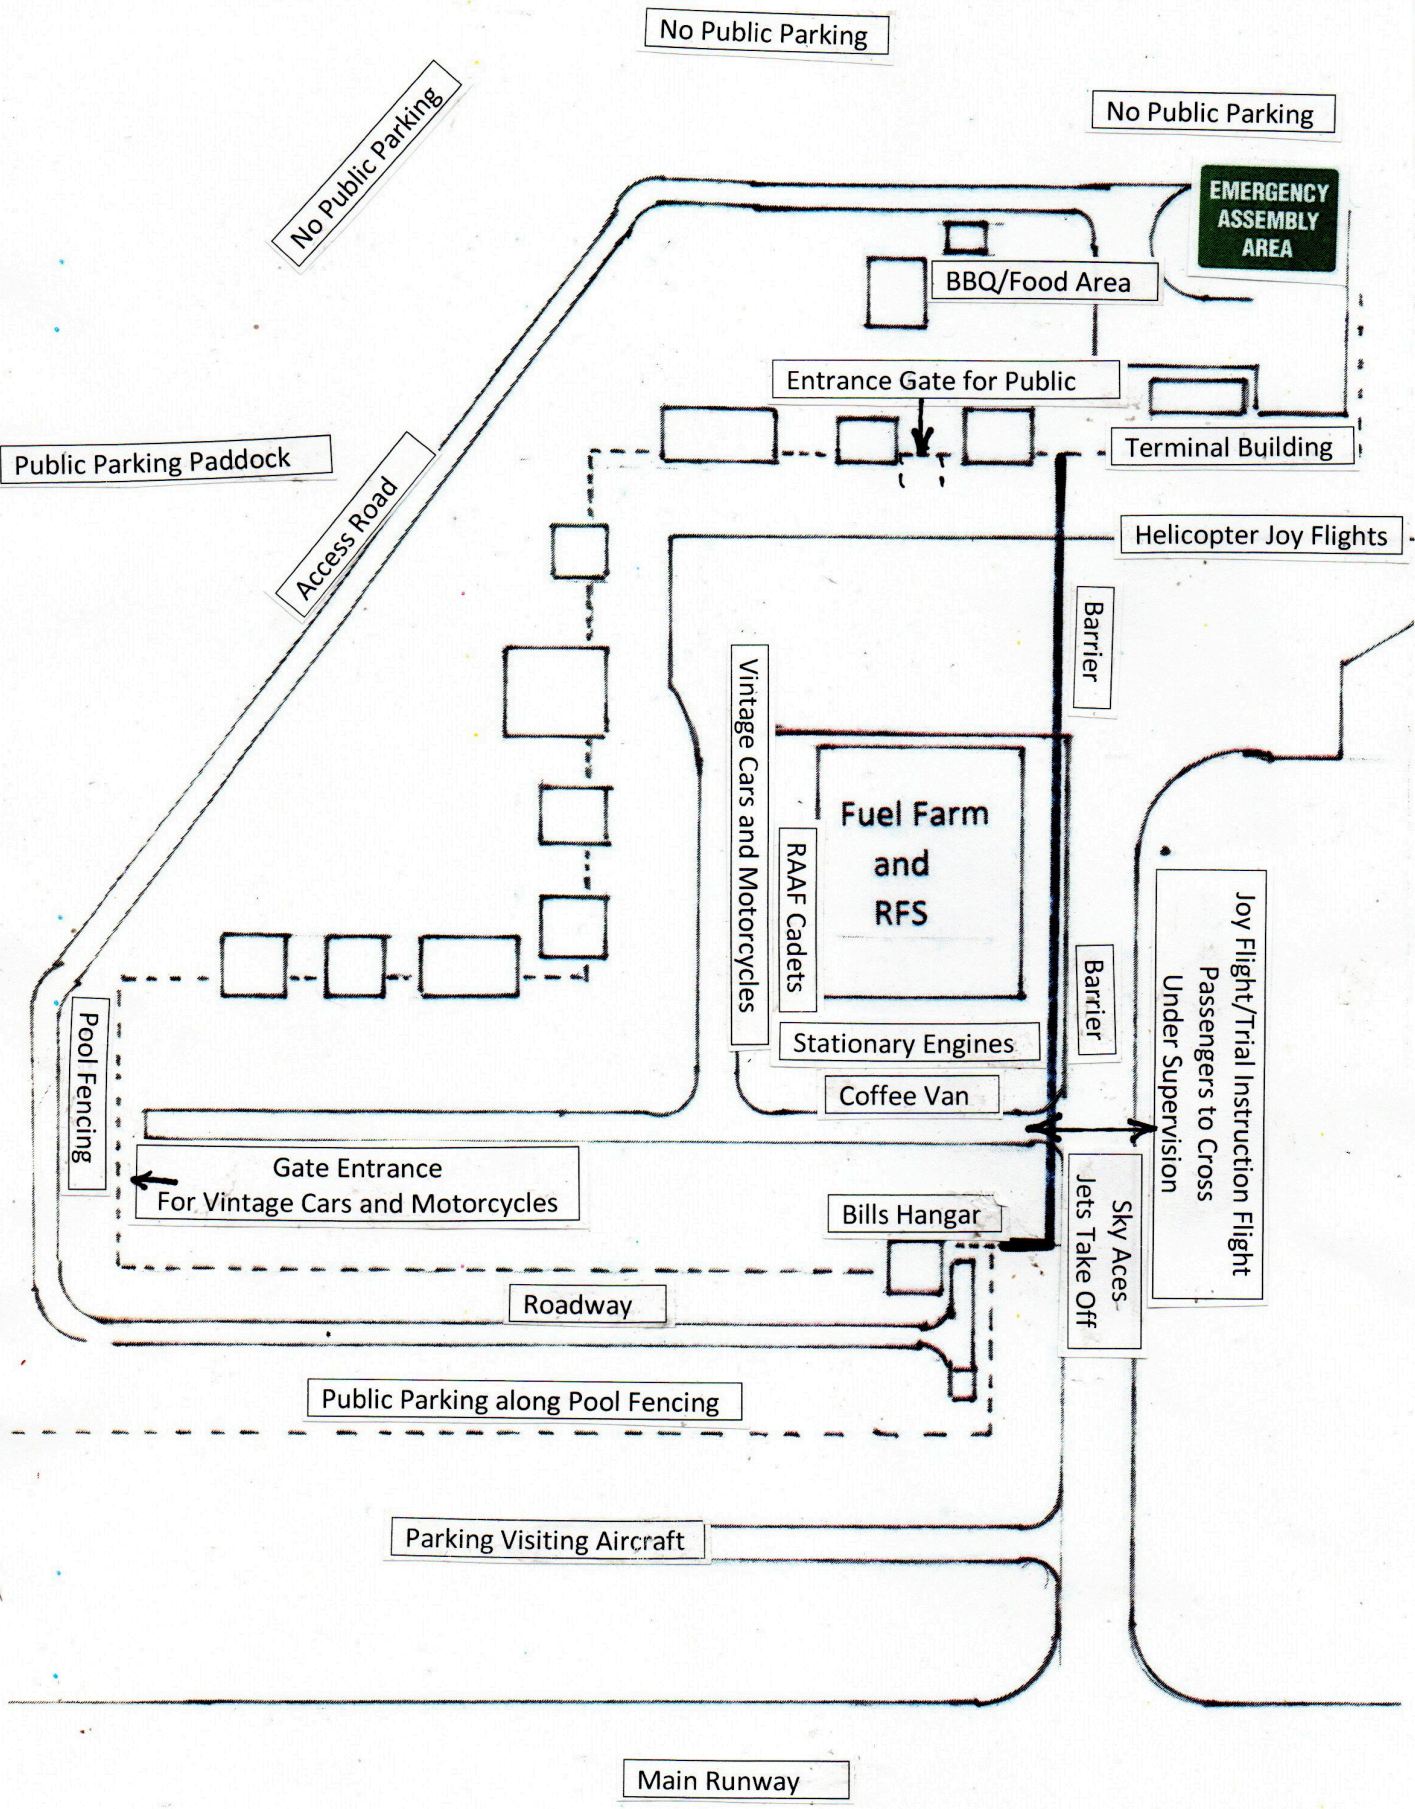 No Public Parking
No Public Parking
No Public Parking
EMERGENCY
ASSEMBLY
AREA
BBQ/Food Area
Entrance Gate for Public
Terminal Building
Public Parking Paddock
Access Road
Helicopter Joy Flights
Barrier
Vintage Cars and Motorcycles
Fuel Farm
and
RFS
RAAF Cadets
Barrier
Joy Flight/Trial Instruction Flight
Passengers to Cross
Under Supervision
Stationary Engines
Coffee Van
Pool Fencing
Gate Entrance
For Vintage Cars and Motorcycles
Bills Hangar
Sky Aces-
Jets Take Off
Roadway
Public Parking along Pool Fencing
Parking Visiting Aircraft
Main Runway